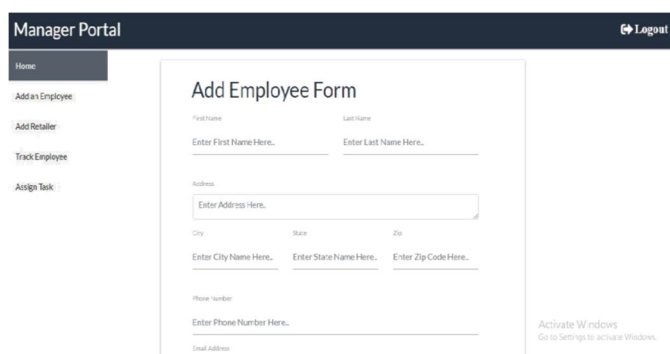 Manager Portal
Logout
Home
Add an Employee
Add Retailer
Track Employee
Assign Task
Add Employee Form
First Name Last Name
Enter First Name Here.. Enter Last Name Here..
Address
Enter Address Here..
City State Zip
Enter City Name Here.. Enter State Name Here.. Enter Zip Code Here..
Phone Number
Enter Phone Number Here..
Email Address
Activate Windows
Go to Settings to activate Windows.